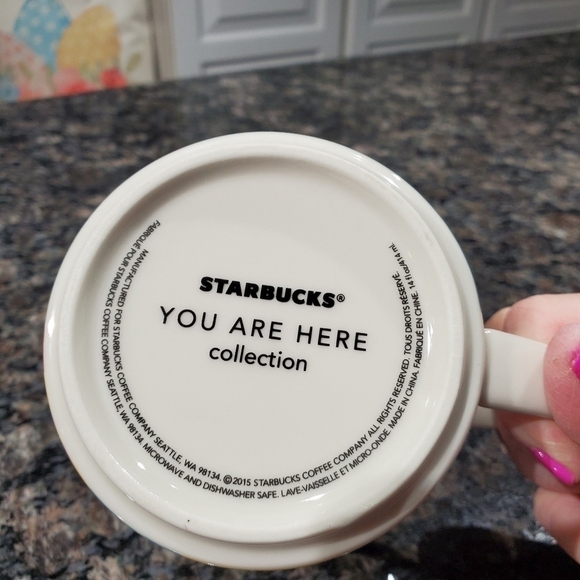 STARBUCKS®
YOU ARE HERE
collection
MANUFACTURED FOR STARBUCKS COFFEE COMPANY SEATTLE, WA 98134. ©2015 STARBUCKS COFFEE COMPANY ALL RIGHTS RESERVED. TOUS DROITS RÉSERVÉ.
FABRIQUÉ POUR STARBUCKS COFFEE COMPANY SEATTLE, WA 98134. MICROWAVE AND DISHWASHER SAFE. LAVE-VAISSELLE ET MICRO-ONDE. MADE IN CHINA. FABRIQUÉ EN CHINE. 14 fl oz/414 ml